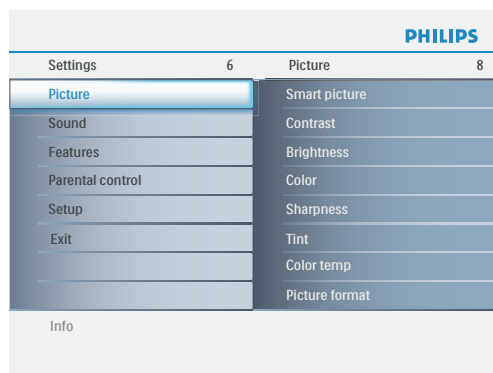 PHILIPS
Settings 6 Picture 8
Picture Smart picture
Sound Contrast
Features Brightness
Parental control Color
Setup Sharpness
Exit Tint
Color temp
Picture format
Info